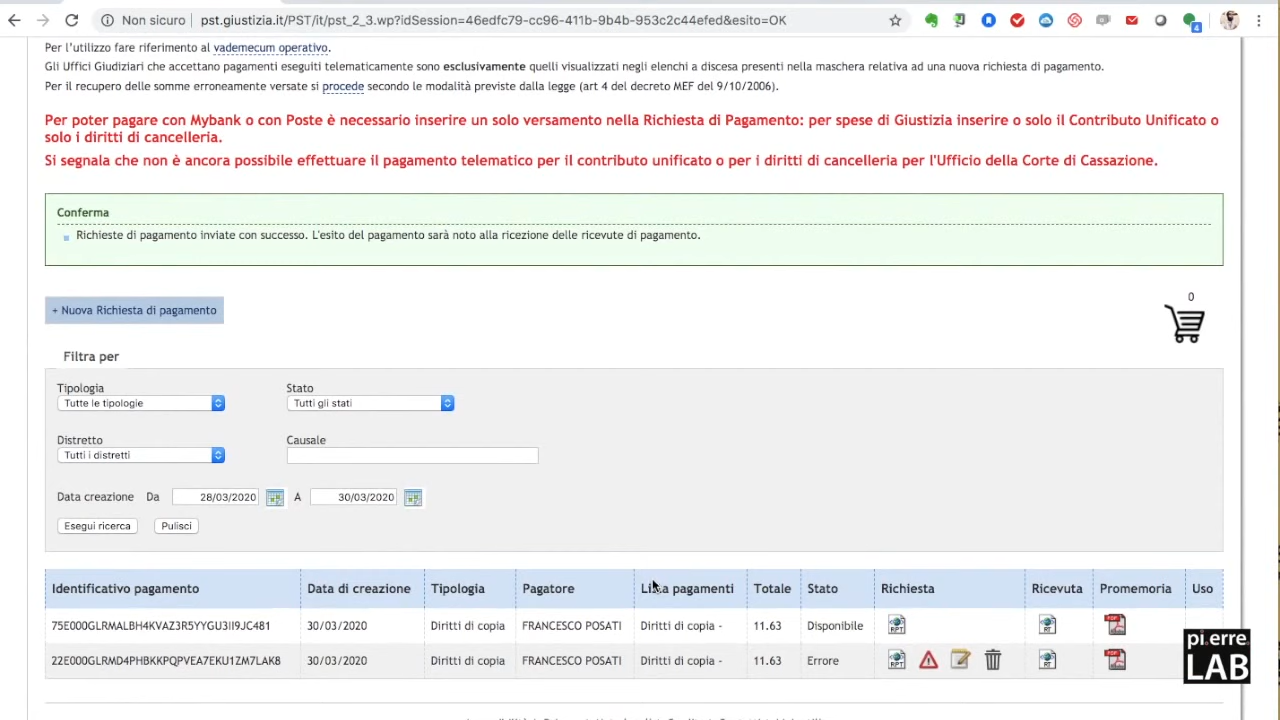 Non sicuro | pst.giustizia.it/PST/it/pst_2_3.wp?idSession=46edfc79-cc96-411b-9b4b-953c2c44efed&esito=OK
4
Per l'utilizzo fare riferimento al vademecum operativo.
Gli Uffici Giudiziari che accettano pagamenti eseguiti telematicamente sono esclusivamente quelli visualizzati negli elenchi a discesa presenti nella maschera relativa ad una nuova richiesta di pagamento.
Per il recupero delle somme erroneamente versate si procede secondo le modalità previste dalla legge (art 4 del decreto MEF del 9/10/2006).
Per poter pagare con Mybank o con Poste è necessario inserire un solo versamento nella Richiesta di Pagamento: per spese di Giustizia inserire o solo il Contributo Unificato o
solo i diritti di cancelleria.
Si segnala che non è ancora possibile effettuare il pagamento telematico per il contributo unificato o per i diritti di cancelleria per l'Ufficio della Corte di Cassazione.
Conferma
Richieste di pagamento inviate con successo. L'esito del pagamento sarà noto alla ricezione delle ricevute di pagamento.
0
+ Nuova Richiesta di pagamento
Filtra per
Tipologia Stato
Tutte le tipologie Tutti gli stati
Distretto Causale
Tutti i distretti
Data creazione Da 28/03/2020 A 30/03/2020
Esegui ricerca Pulisci
Identificativo pagamento Data di creazione Tipologia Pagatore Lista pagamenti Totale Stato Richiesta Ricevuta Promemoria Uso
75E000GLRMALBH4KVAZ3R5YYGU3II9JC481 30/03/2020 Diritti di copia FRANCESCO POSATI Diritti di copia - 11.63 Disponibile RPT RT PDF
22E000GLRMD4PHBKKPQPVEA7EKU1ZM7LAK8 30/03/2020 Diritti di copia FRANCESCO POSATI Diritti di copia - 11.63 Errore RPT RT PDF
pi.erre.
LAB